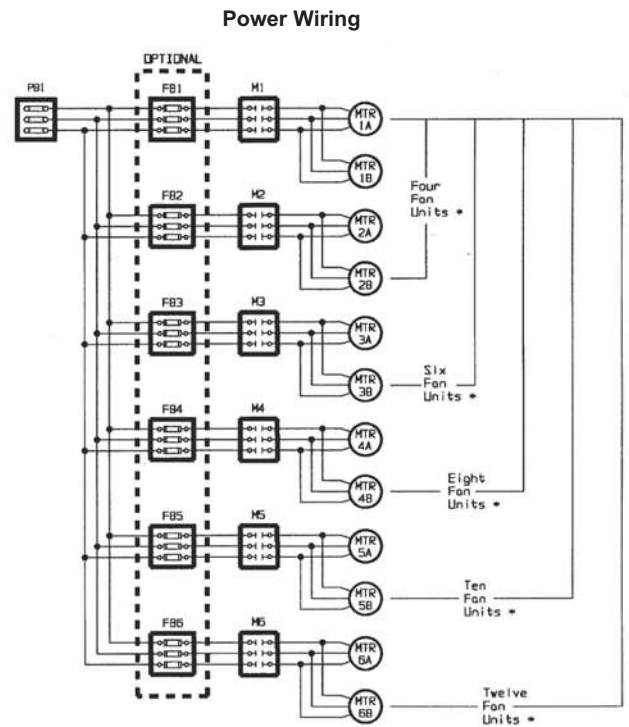 Power Wiring
OPTIONAL
PB1
FB1
M1
MTR
1A
MTR
1B
Four
Fan
Units *
FB2
M2
MTR
2A
MTR
2B
FB3
M3
MTR
3A
MTR
3B
Six
Fan
Units *
FB4
M4
MTR
4A
MTR
4B
Eight
Fan
Units *
FB5
M5
MTR
5A
MTR
5B
Ten
Fan
Units *
FB6
M6
MTR
6A
MTR
6B
Twelve
Fan
Units *